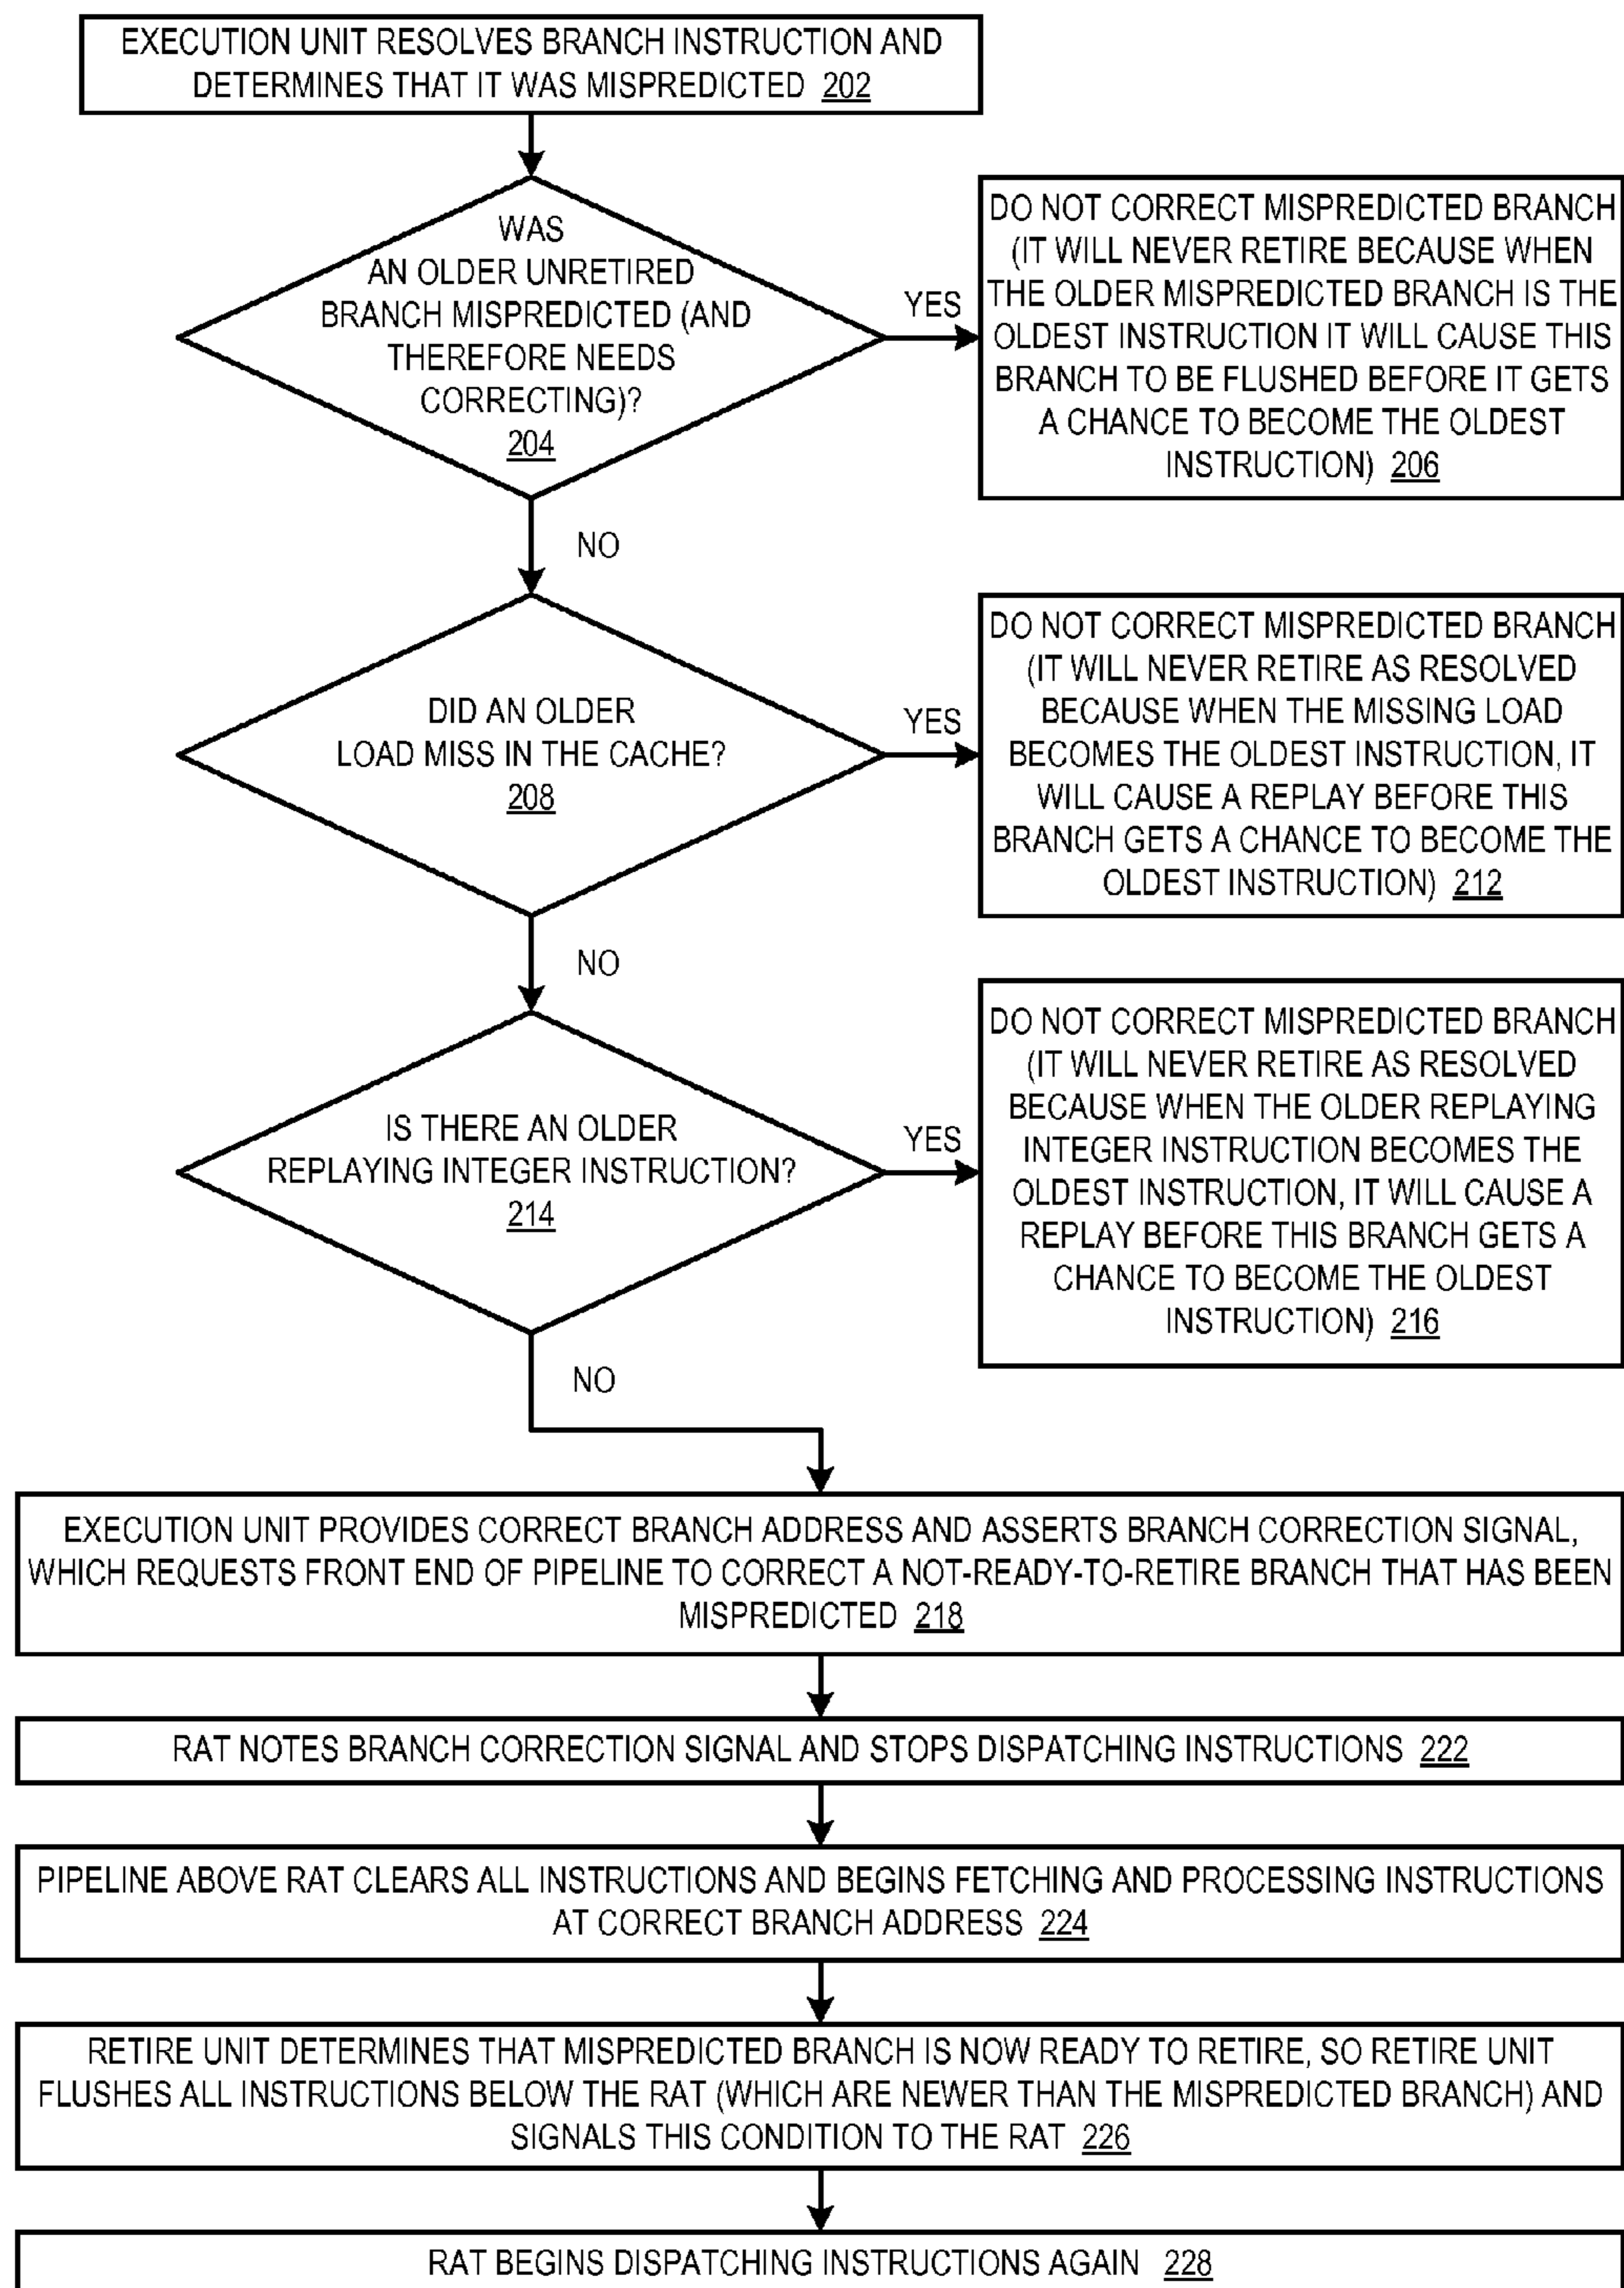 EXECUTION UNIT RESOLVES BRANCH INSTRUCTION AND
DETERMINES THAT IT WAS MISPREDICTED 202
WAS
AN OLDER UNRETIRED
BRANCH MISPREDICTED (AND
THEREFORE NEEDS
CORRECTING)?
204
YES
DO NOT CORRECT MISPREDICTED BRANCH
(IT WILL NEVER RETIRE BECAUSE WHEN
THE OLDER MISPREDICTED BRANCH IS THE
OLDEST INSTRUCTION IT WILL CAUSE THIS
BRANCH TO BE FLUSHED BEFORE IT GETS
A CHANCE TO BECOME THE OLDEST
INSTRUCTION) 206
NO
DID AN OLDER
LOAD MISS IN THE CACHE?
208
YES
DO NOT CORRECT MISPREDICTED BRANCH
(IT WILL NEVER RETIRE AS RESOLVED
BECAUSE WHEN THE MISSING LOAD
BECOMES THE OLDEST INSTRUCTION, IT
WILL CAUSE A REPLAY BEFORE THIS
BRANCH GETS A CHANCE TO BECOME THE
OLDEST INSTRUCTION) 212
NO
IS THERE AN OLDER
REPLAYING INTEGER INSTRUCTION?
214
YES
DO NOT CORRECT MISPREDICTED BRANCH
(IT WILL NEVER RETIRE AS RESOLVED
BECAUSE WHEN THE OLDER REPLAYING
INTEGER INSTRUCTION BECOMES THE
OLDEST INSTRUCTION, IT WILL CAUSE A
REPLAY BEFORE THIS BRANCH GETS A
CHANCE TO BECOME THE OLDEST
INSTRUCTION) 216
NO
EXECUTION UNIT PROVIDES CORRECT BRANCH ADDRESS AND ASSERTS BRANCH CORRECTION SIGNAL,
WHICH REQUESTS FRONT END OF PIPELINE TO CORRECT A NOT-READY-TO-RETIRE BRANCH THAT HAS BEEN
MISPREDICTED 218
RAT NOTES BRANCH CORRECTION SIGNAL AND STOPS DISPATCHING INSTRUCTIONS 222
PIPELINE ABOVE RAT CLEARS ALL INSTRUCTIONS AND BEGINS FETCHING AND PROCESSING INSTRUCTIONS
AT CORRECT BRANCH ADDRESS 224
RETIRE UNIT DETERMINES THAT MISPREDICTED BRANCH IS NOW READY TO RETIRE, SO RETIRE UNIT
FLUSHES ALL INSTRUCTIONS BELOW THE RAT (WHICH ARE NEWER THAN THE MISPREDICTED BRANCH) AND
SIGNALS THIS CONDITION TO THE RAT 226
RAT BEGINS DISPATCHING INSTRUCTIONS AGAIN 228